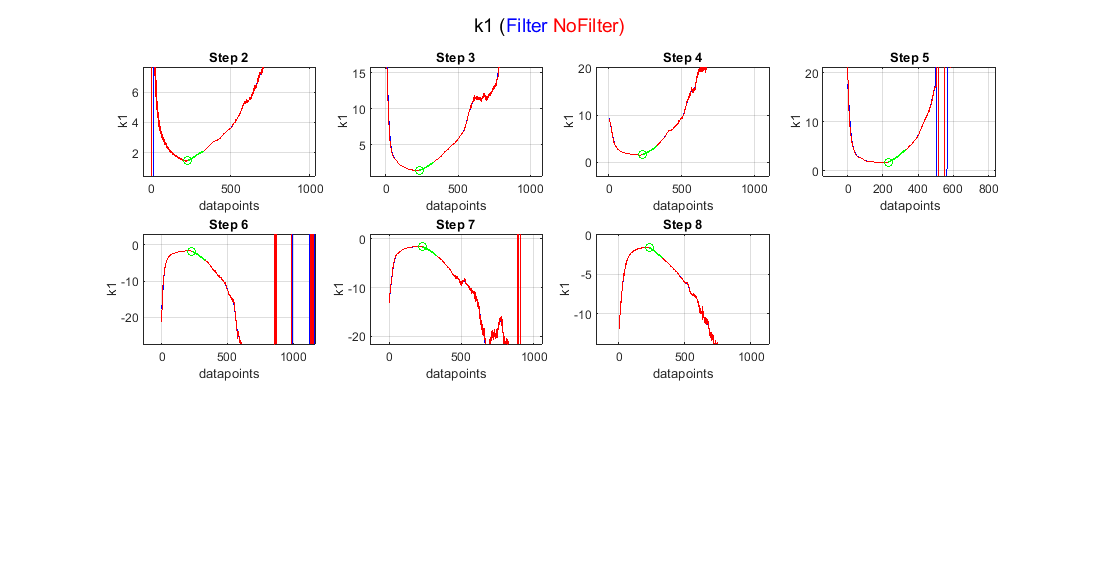 k1 (Filter NoFilter)
Step 2
k1
6
4
2
0
500
1000
datapoints
Step 3
k1
15
10
5
0
500
1000
datapoints
Step 4
k1
20
10
0
0
500
1000
datapoints
Step 5
k1
20
10
0
0
200
400
600
800
datapoints
Step 6
k1
0
-10
-20
0
500
1000
datapoints
Step 7
k1
0
-10
-20
0
500
1000
datapoints
Step 8
k1
0
-5
-10
0
500
1000
datapoints